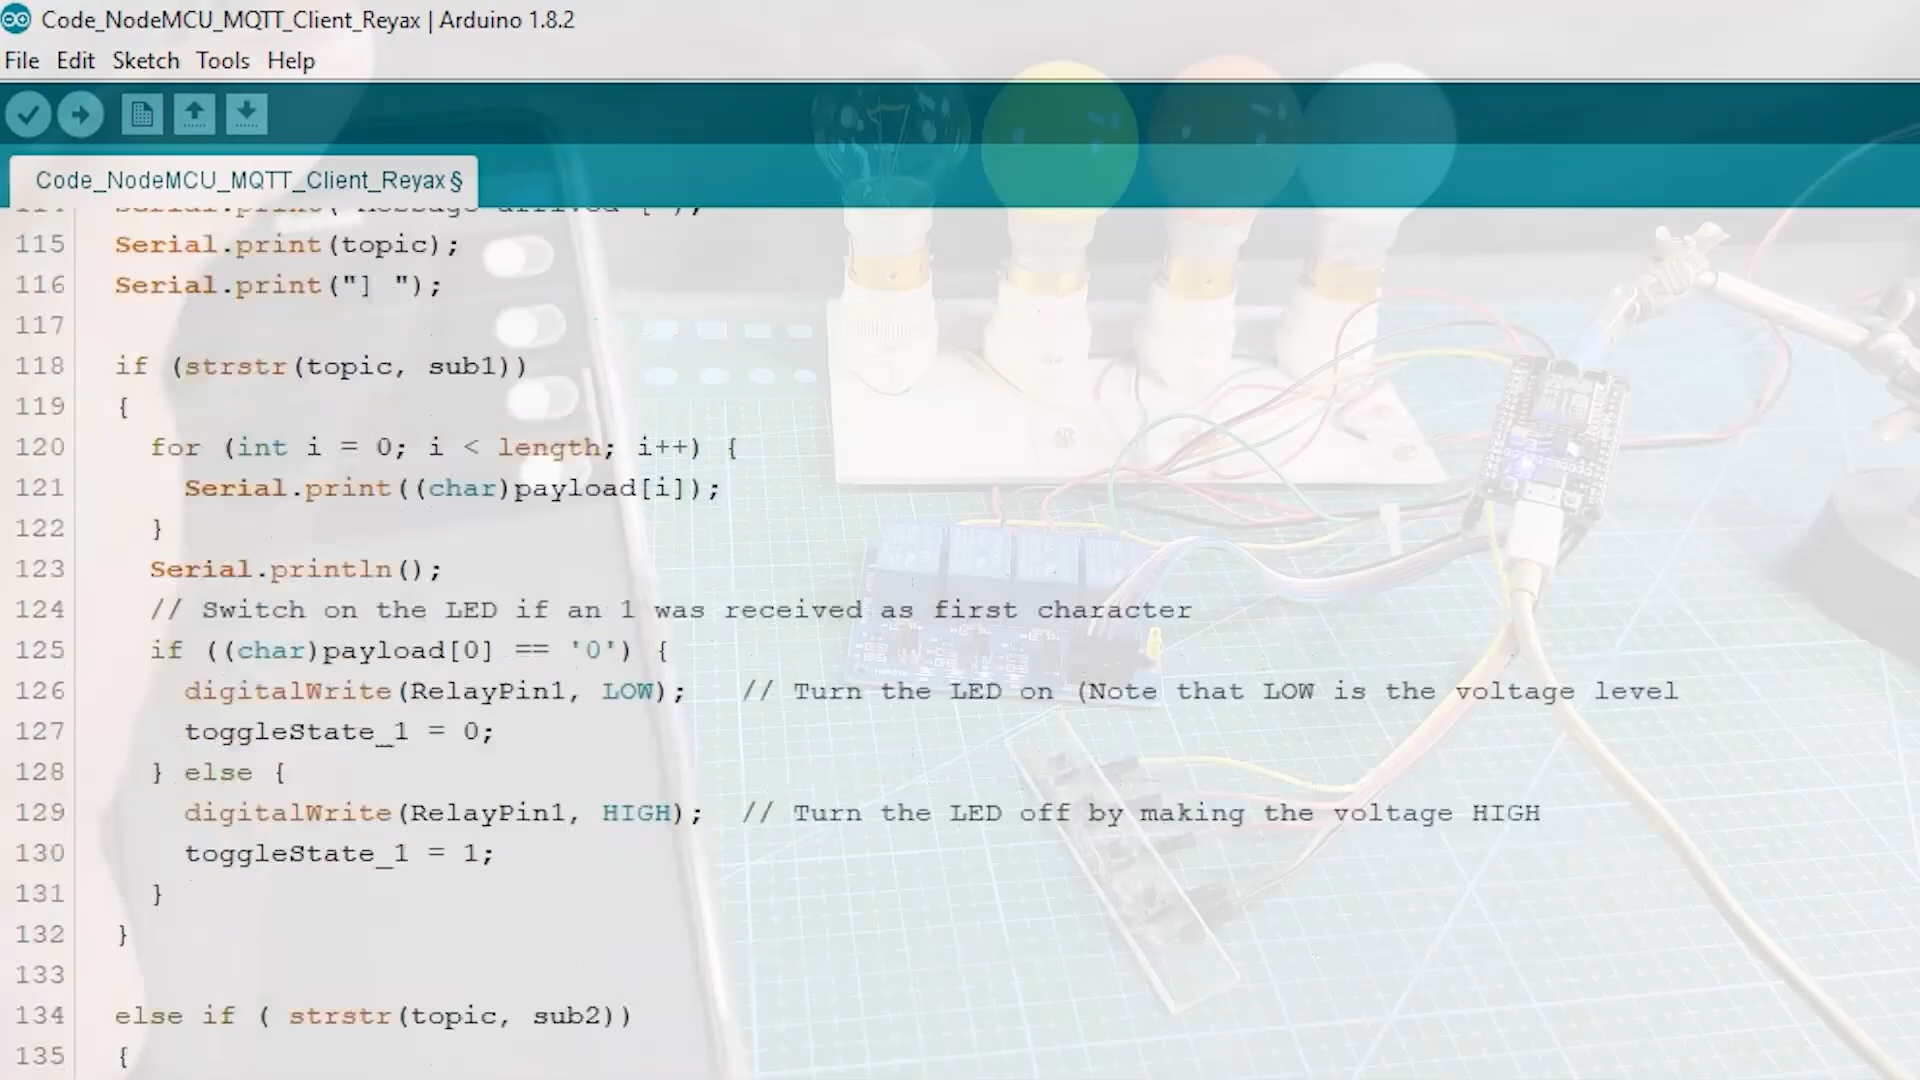 Code_NodeMCU_MQTT_Client_Reyax | Arduino 1.8.2
File Edit Sketch Tools Help
Code_NodeMCU_MQTT_Client_Reyax§
115 Serial.print(topic);
116 Serial.print("] ");
117
118 if (strstr(topic, sub1))
119 {
120 for (int i = 0; i < length; i++) {
121 Serial.print((char)payload[i]);
122 }
123 Serial.println();
124 // Switch on the LED if an 1 was received as first character
125 if ((char)payload[0] == '0') {
126 digitalWrite(RelayPin1, LOW); // Turn the LED on (Note that LOW is the voltage level
127 toggleState_1 = 0;
128 } else {
129 digitalWrite(RelayPin1, HIGH); // Turn the LED off by making the voltage HIGH
130 toggleState_1 = 1;
131 }
132 }
133
134 else if ( strstr(topic, sub2))
135 {